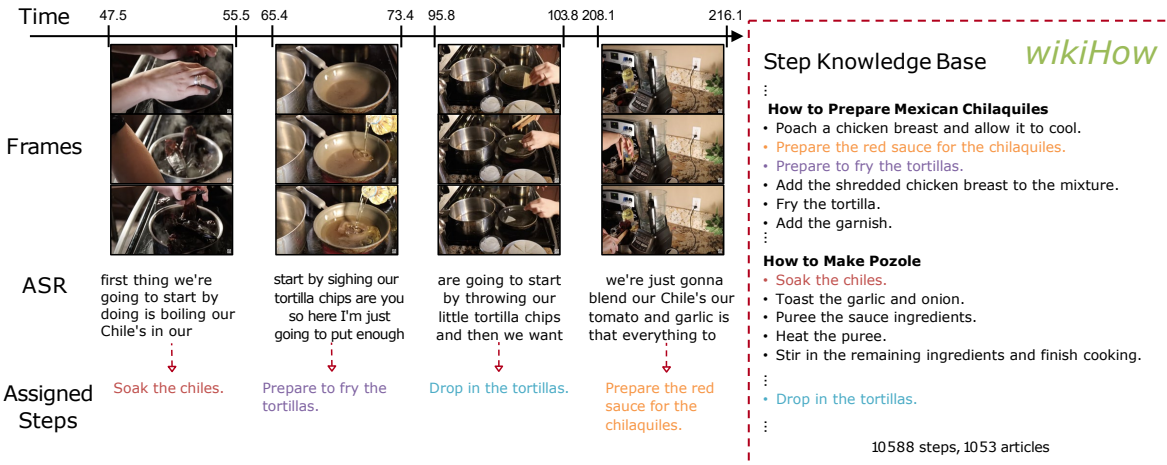 Time
47.5 55.5 65.4 73.4 95.8 103.8 208.1 216.1
Frames
ASR
first thing we're
going to start by
doing is boiling our
Chile's in our
start by sighing our
tortilla chips are you
so here I'm just
going to put enough
are going to start
by throwing our
little tortilla chips
and then we want
we're just gonna
blend our Chile's our
tomato and garlic is
that everything to
Assigned
Steps
Soak the chiles.
Prepare to fry the
tortillas.
Drop in the tortillas.
Prepare the red
sauce for the
chilaquiles.
wikiHow
Step Knowledge Base
⋮
How to Prepare Mexican Chilaquiles
• Poach a chicken breast and allow it to cool.
• Prepare the red sauce for the chilaquiles.
• Prepare to fry the tortillas.
• Add the shredded chicken breast to the mixture.
• Fry the tortilla.
• Add the garnish.
⋮
How to Make Pozole
• Soak the chiles.
• Toast the garlic and onion.
• Puree the sauce ingredients.
• Heat the puree.
• Stir in the remaining ingredients and finish cooking.
⋮
• Drop in the tortillas.
⋮
10588 steps, 1053 articles